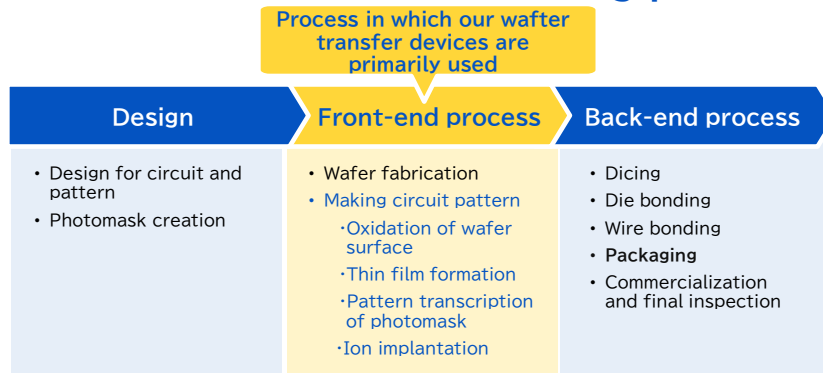 Process in which our wafter
transfer devices are
primarily used
Design
Front-end process
Back-end process
• Design for circuit and
pattern
• Photomask creation
• Wafer fabrication
• Making circuit pattern
・Oxidation of wafer
surface
・Thin film formation
・Pattern transcription
of photomask
・Ion implantation
• Dicing
• Die bonding
• Wire bonding
• Packaging
• Commercialization
and final inspection